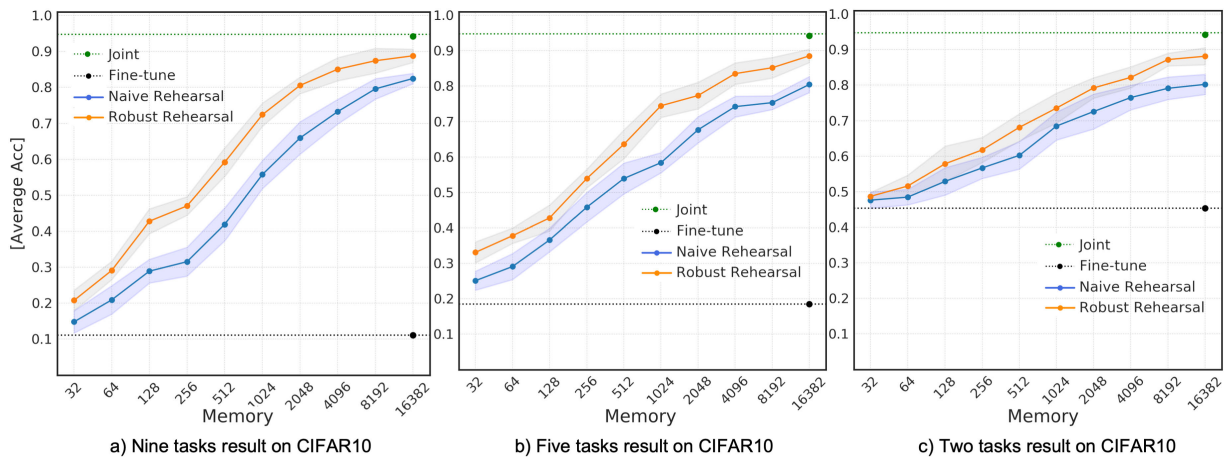 [Average Acc]
1.0
0.9
0.8
0.7
0.6
0.5
0.4
0.3
0.2
0.1
Joint
Fine-tune
Naive Rehearsal
Robust Rehearsal
32 64 128 256 512 1024 2048 4096 8192 16382
Memory
a) Nine tasks result on CIFAR10
1.0
0.9
0.8
0.7
0.6
0.5
0.4
0.3
0.2
0.1
Joint
Fine-tune
Naive Rehearsal
Robust Rehearsal
32 64 128 256 512 1024 2048 4096 8192 16382
Memory
b) Five tasks result on CIFAR10
1.0
0.9
0.8
0.7
0.6
0.5
0.4
0.3
0.2
0.1
Joint
Fine-tune
Naive Rehearsal
Robust Rehearsal
32 64 128 256 512 1024 2048 4096 8192 16382
Memory
c) Two tasks result on CIFAR10